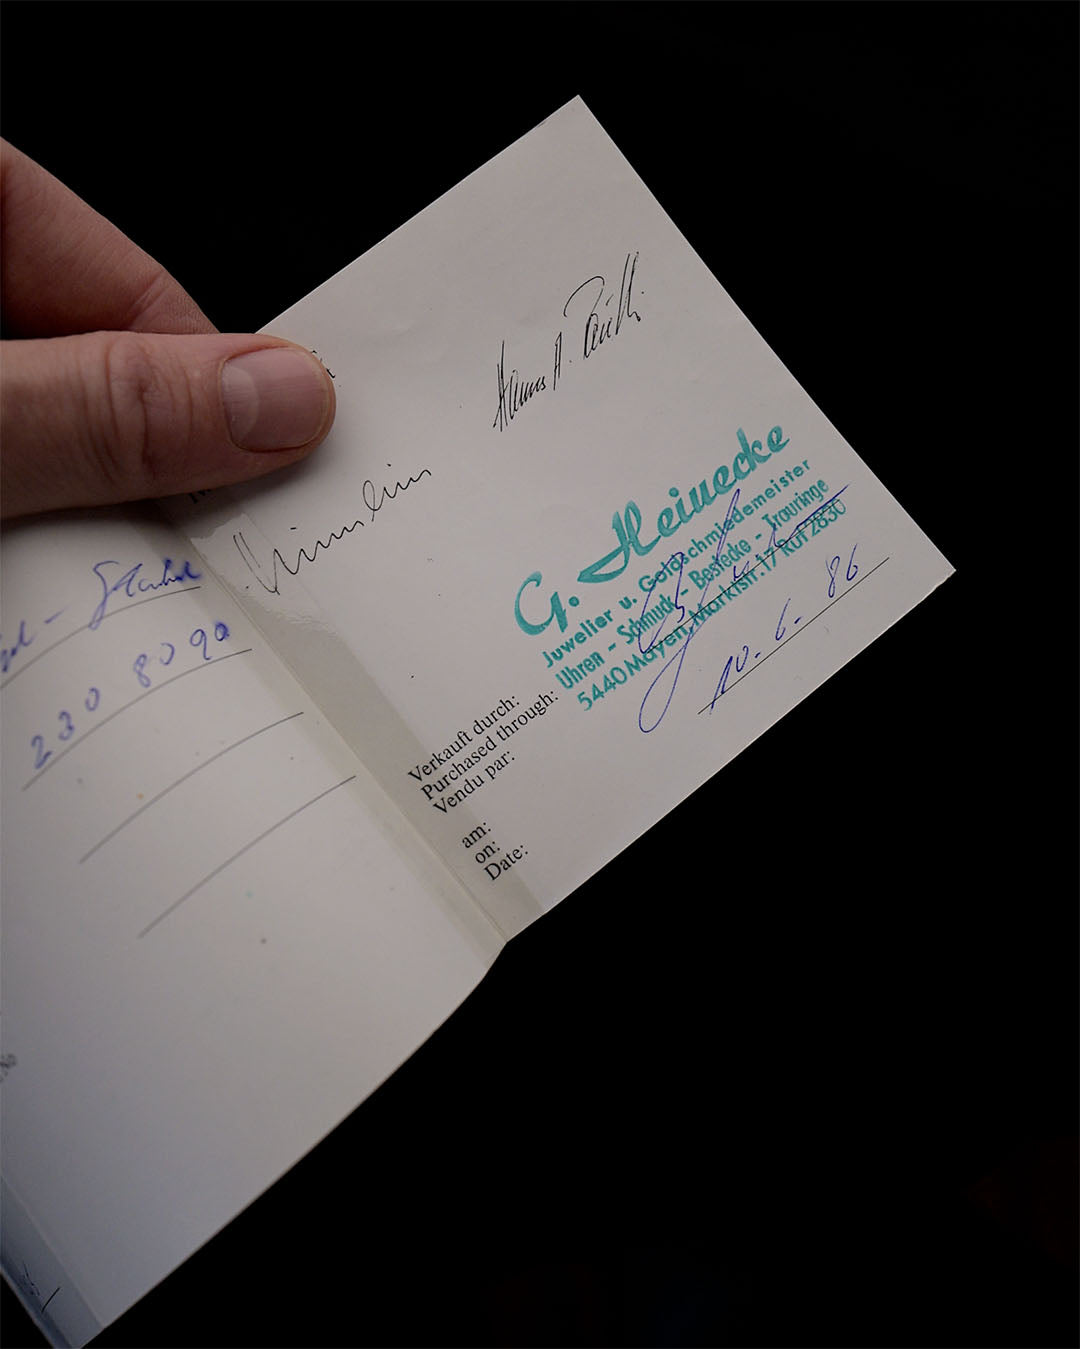 230 8090
G. Heinecke
Juwelier u. Goldschmiedemeister
Uhren - Schmuck - Bestecke - Trauringe
5440 Mayen, Marktstr. 17 Ruf 2830
Verkauft durch:
Purchased through:
Vendu par:
am:
on:
Date:
10. 6. 86